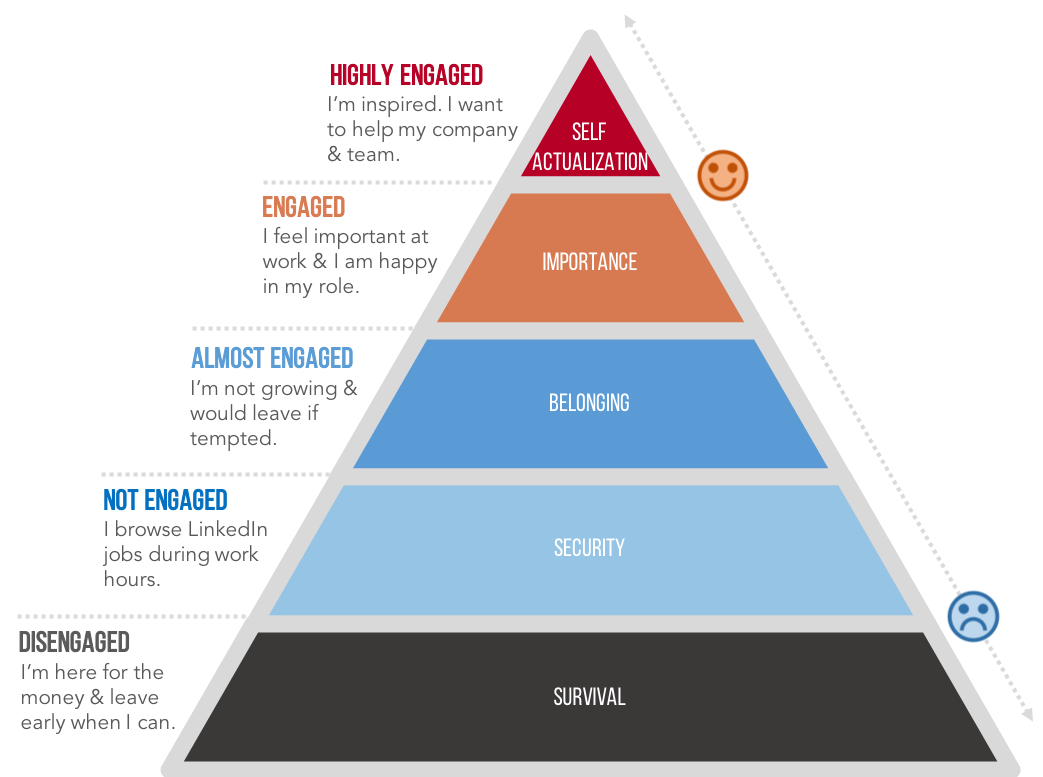 HIGHLY ENGAGED
I'm inspired. I want
to help my company
& team.
SELF
ACTUALIZATION
ENGAGED
I feel important at
work & I am happy
in my role.
IMPORTANCE
ALMOST ENGAGED
I'm not growing &
would leave if
tempted.
BELONGING
NOT ENGAGED
I browse LinkedIn
jobs during work
hours.
SECURITY
DISENGAGED
I'm here for the
money & leave
early when I can.
SURVIVAL